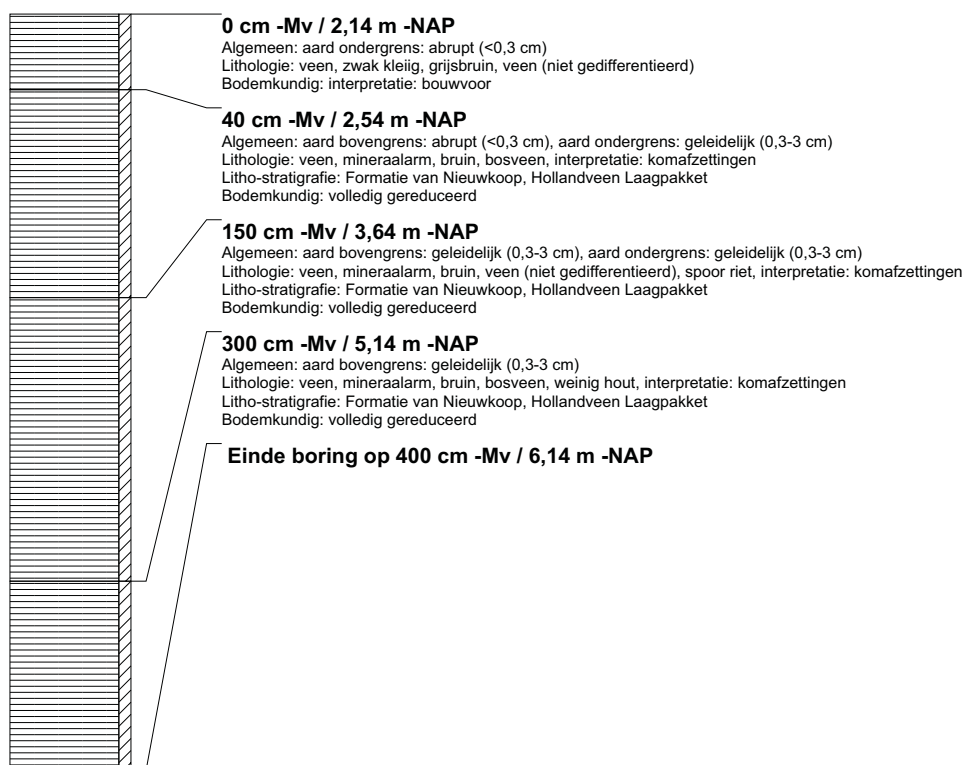 0 cm -Mv / 2,14 m -NAP
Algemeen: aard ondergrens: abrupt (<0,3 cm)
Lithologie: veen, zwak kleiig, grijsbruin, veen (niet gedifferentieerd)
Bodemkundig: interpretatie: bouwvoor
40 cm -Mv / 2,54 m -NAP
Algemeen: aard bovengrens: abrupt (<0,3 cm), aard ondergrens: geleidelijk (0,3-3 cm)
Lithologie: veen, mineraalarm, bruin, bosveen, interpretatie: komafzettingen
Litho-stratigrafie: Formatie van Nieuwkoop, Hollandveen Laagpakket
Bodemkundig: volledig gereduceerd
150 cm -Mv / 3,64 m -NAP
Algemeen: aard bovengrens: geleidelijk (0,3-3 cm), aard ondergrens: geleidelijk (0,3-3 cm)
Lithologie: veen, mineraalarm, bruin, veen (niet gedifferentieerd), spoor riet, interpretatie: komafzettingen
Litho-stratigrafie: Formatie van Nieuwkoop, Hollandveen Laagpakket
Bodemkundig: volledig gereduceerd
300 cm -Mv / 5,14 m -NAP
Algemeen: aard bovengrens: geleidelijk (0,3-3 cm)
Lithologie: veen, mineraalarm, bruin, bosveen, weinig hout, interpretatie: komafzettingen
Litho-stratigrafie: Formatie van Nieuwkoop, Hollandveen Laagpakket
Bodemkundig: volledig gereduceerd
Einde boring op 400 cm -Mv / 6,14 m -NAP